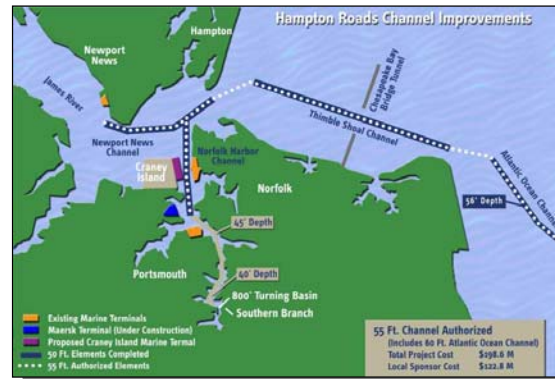 Hampton Roads Channel Improvements
Hampton
Newport
News
James River
Chesapeake Bay
Bridge Tunnel
Thimble Shoal Channel
Newport News
Channel
Norfolk Harbor
Channel
Craney
Island
Norfolk
Atlantic Ocean Channel
56' Depth
45' Depth
Portsmouth
40' Depth
800' Turning Basin
Southern Branch
Existing Marine Terminals
Maersk Terminal (Under Construction)
Proposed Craney Island Marine Termal
50 Ft. Elements Completed
55 Ft. Authorized Elements
55 Ft. Channel Authorized
(Includes 60 Ft. Atlantic Ocean Channel)
Total Project Cost $198.6 M
Local Sponsor Cost $122.8 M